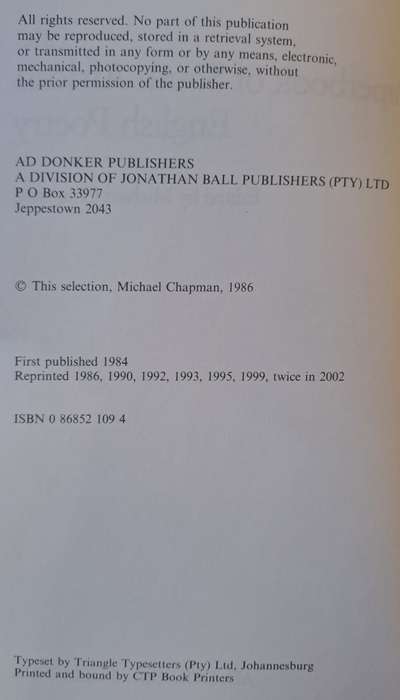 All rights reserved. No part of this publication
may be reproduced, stored in a retrieval system,
or transmitted in any form or by any means, electronic,
mechanical, photocopying, or otherwise, without
the prior permission of the publisher.
AD DONKER PUBLISHERS
A DIVISION OF JONATHAN BALL PUBLISHERS (PTY) LTD
P O Box 33977
Jeppestown 2043
© This selection, Michael Chapman, 1986
First published 1984
Reprinted 1986, 1990, 1992, 1993, 1995, 1999, twice in 2002
ISBN 0 86852 109 4
Typeset by Triangle Typesetters (Pty) Ltd, Johannesburg
Printed and bound by CTP Book Printers